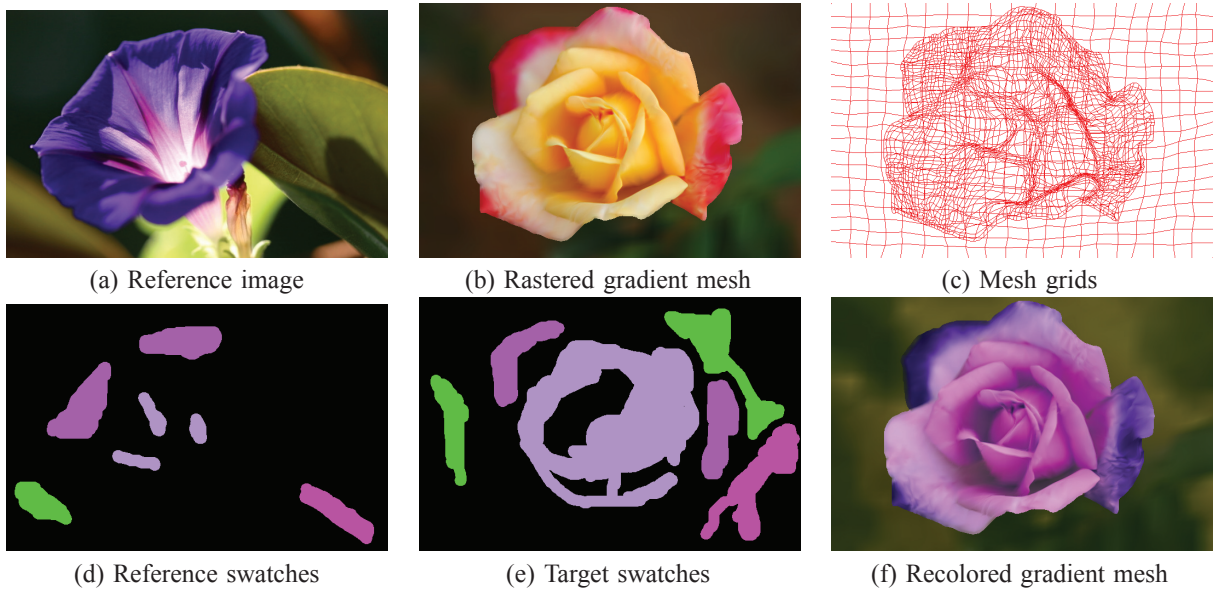 (a) Reference image
(b) Rastered gradient mesh
(c) Mesh grids
(d) Reference swatches
(e) Target swatches
(f) Recolored gradient mesh